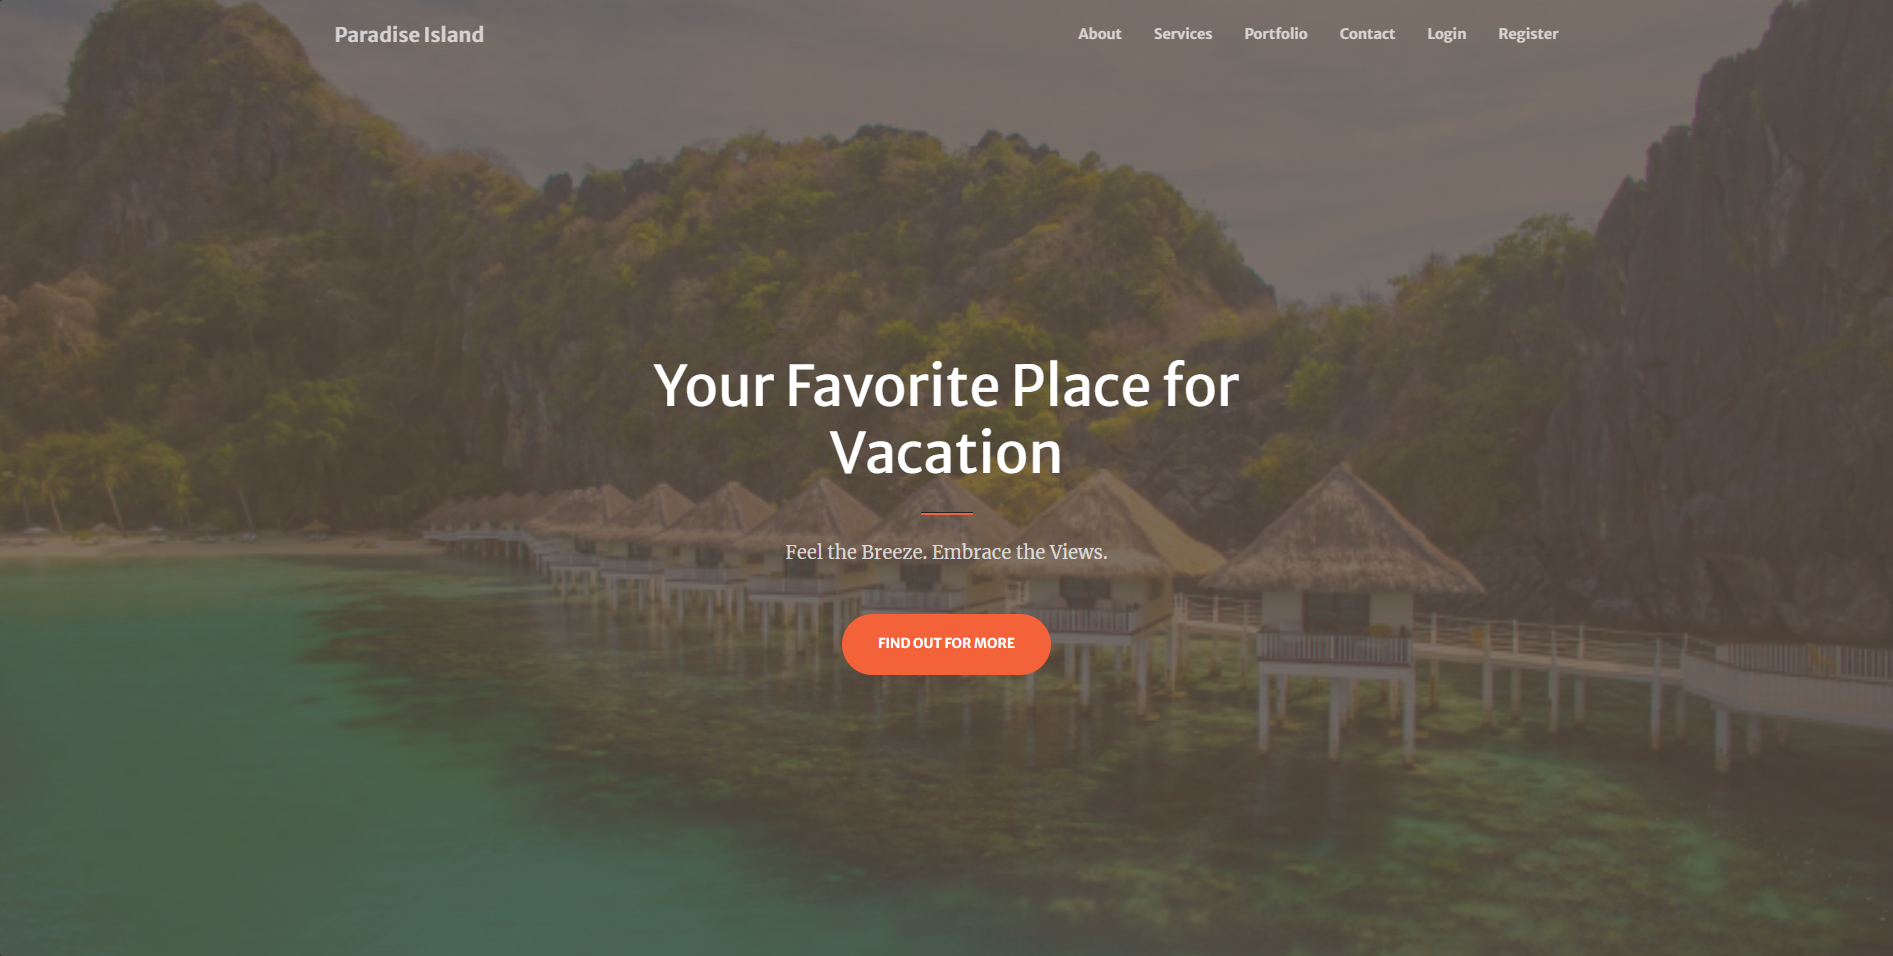 Paradise Island
About Services Portfolio Contact Login Register
Your Favorite Place for
Vacation
Feel the Breeze. Embrace the Views.
FIND OUT FOR MORE